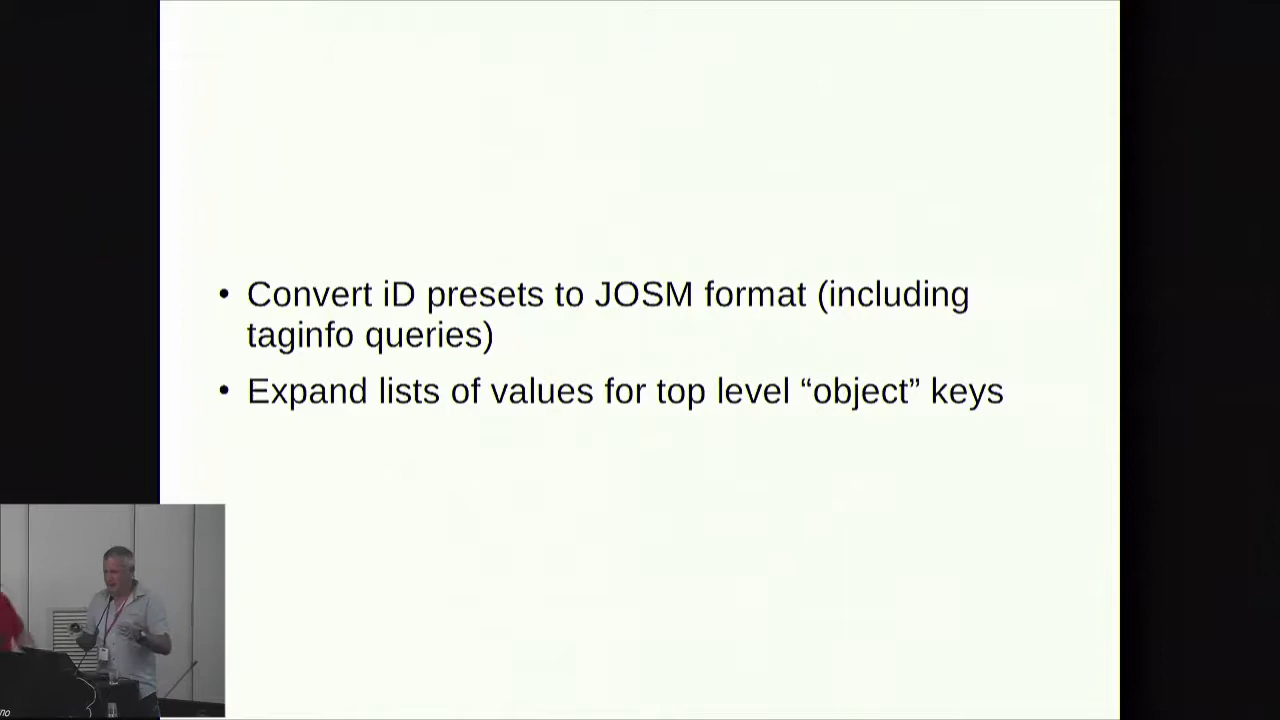 • Convert iD presets to JOSM format (including
taginfo queries)
• Expand lists of values for top level “object” keys